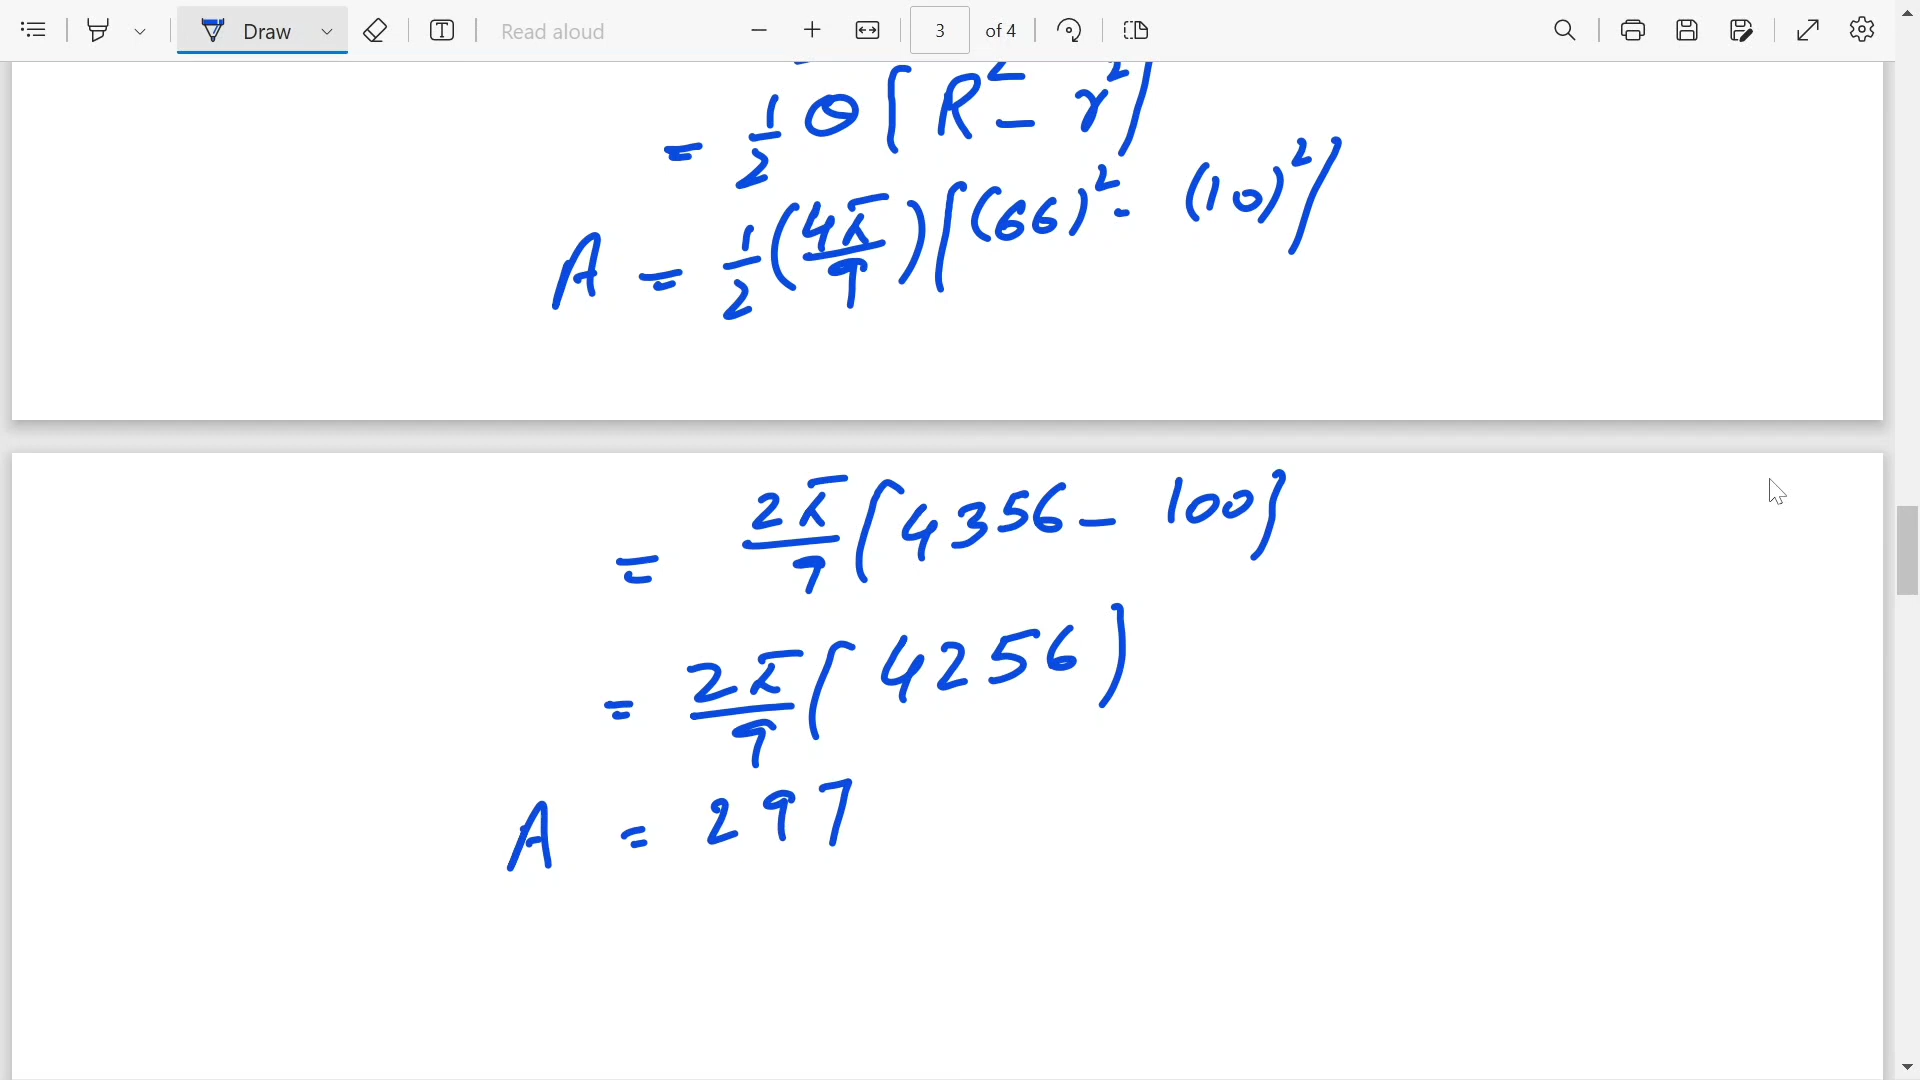 Draw
Read aloud
3 of 4
= 1/2 θ [R² - r²]
A = 1/2 (4π/9) [(66)² - (10)²]
= 2π/9 [4356 - 100]
= 2π/9 (4256)
A = 297